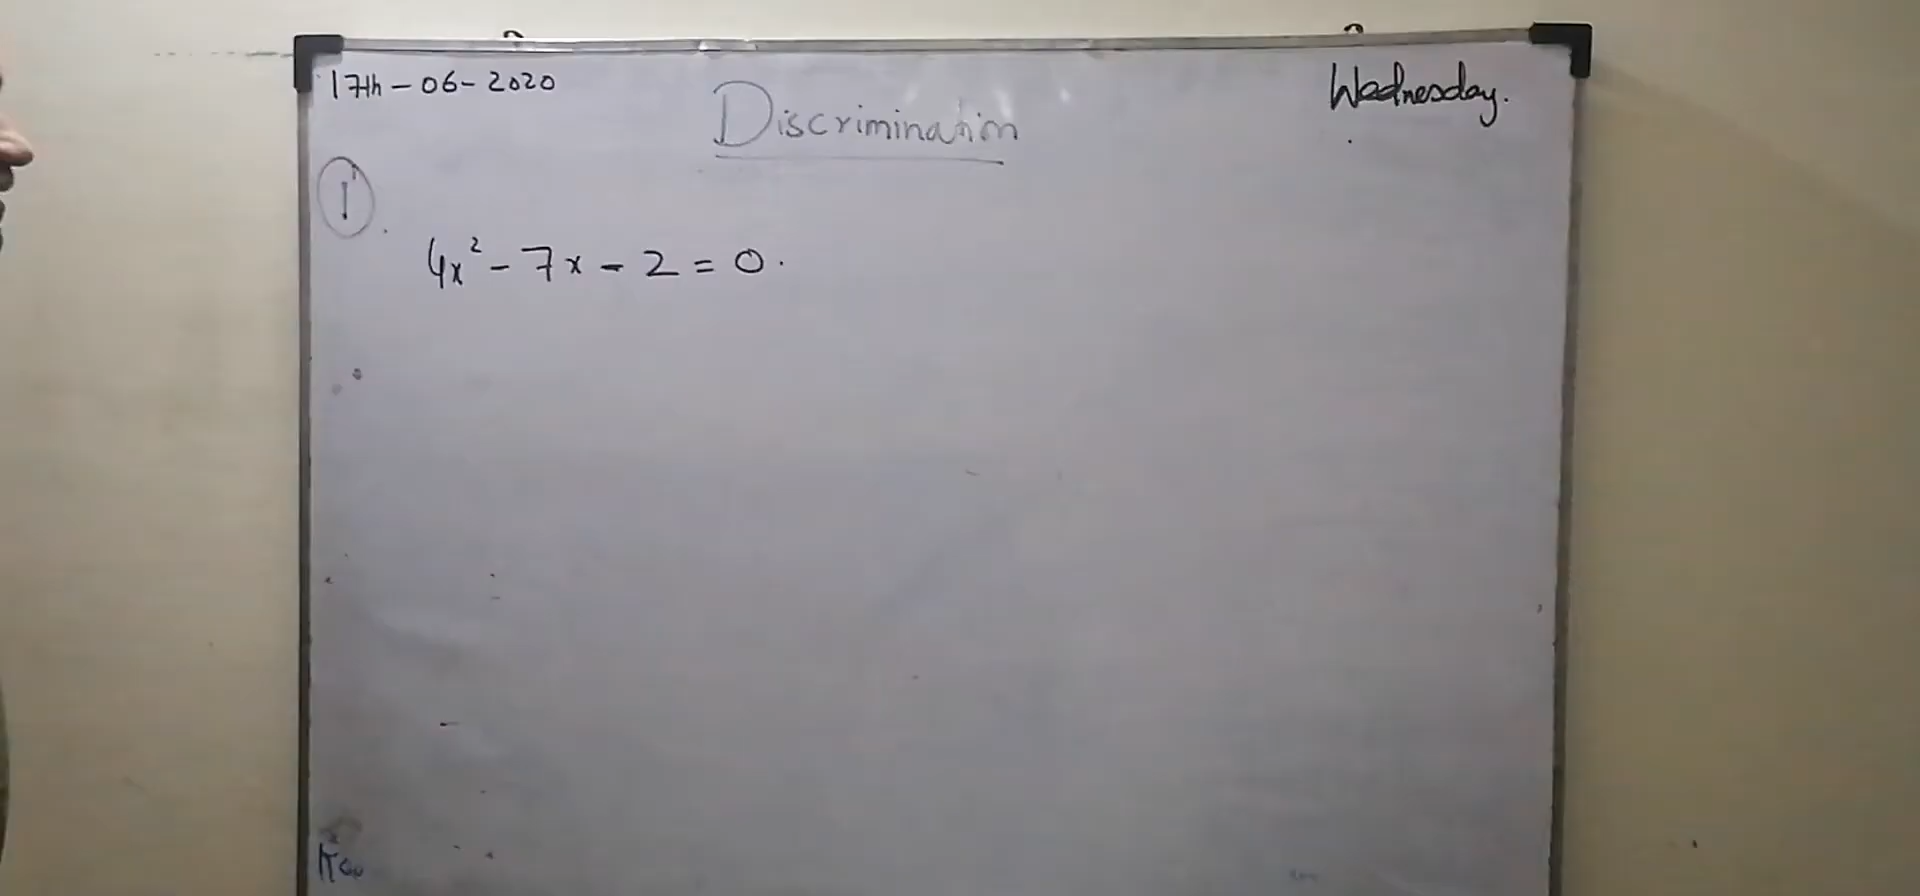 17th-06-2020
Discrimination
Wednesday.
1
4x² - 7x - 2 = 0.